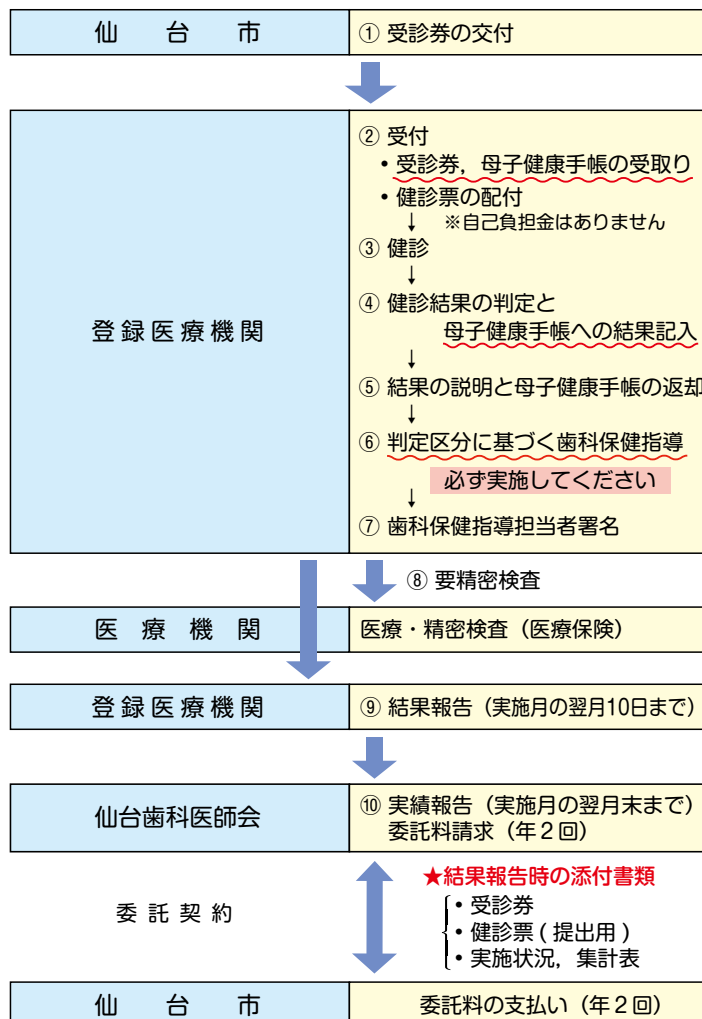 仙台市
① 受診券の交付
② 受付
・受診券，母子健康手帳の受取り
・健診票の配付
↓ ※自己負担金はありません
③ 健診
↓
④ 健診結果の判定と
母子健康手帳への結果記入
↓
⑤ 結果の説明と母子健康手帳の返却
↓
⑥ 判定区分に基づく歯科保健指導
必ず実施してください
↓
⑦ 歯科保健指導担当者署名
登録医療機関
⑧ 要精密検査
医療機関
医療・精密検査（医療保険）
登録医療機関
⑨ 結果報告（実施月の翌月10日まで）
仙台歯科医師会
⑩ 実績報告（実施月の翌月末まで）
委託料請求（年２回）
委託契約
★結果報告時の添付書類
・受診券
・健診票 ( 提出用 )
・実施状況，集計表
仙台市
委託料の支払い（年２回）